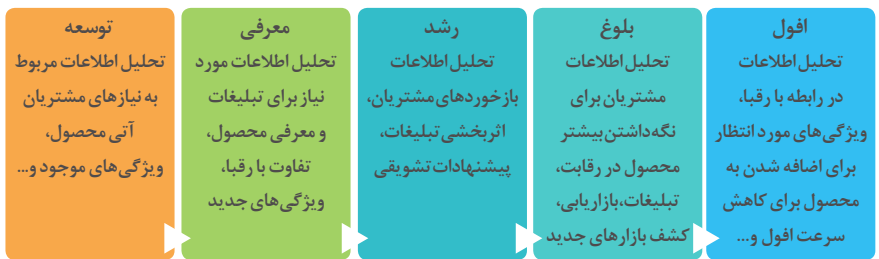 توسعه
تحلیل اطلاعات مربوط
به نیازهای مشتریان
آتی محصول،
ویژگی‌های موجود و...
معرفی
تحلیل اطلاعات مورد
نیاز برای تبلیغات
و معرفی محصول،
تفاوت با رقبا،
ویژگی‌های جدید
رشد
تحلیل اطلاعات
بازخوردهای مشتریان،
اثربخشی تبلیغات،
پیشنهادات تشویقی
بلوغ
تحلیل اطلاعات
مشتریان برای
نگه‌داشتن بیشتر
محصول در رقابت،
تبلیغات، بازاریابی،
کشف بازارهای جدید
افول
تحلیل اطلاعات
در رابطه با رقبا،
ویژگی‌های مورد انتظار
برای اضافه شدن به
محصول برای کاهش
سرعت افول و...